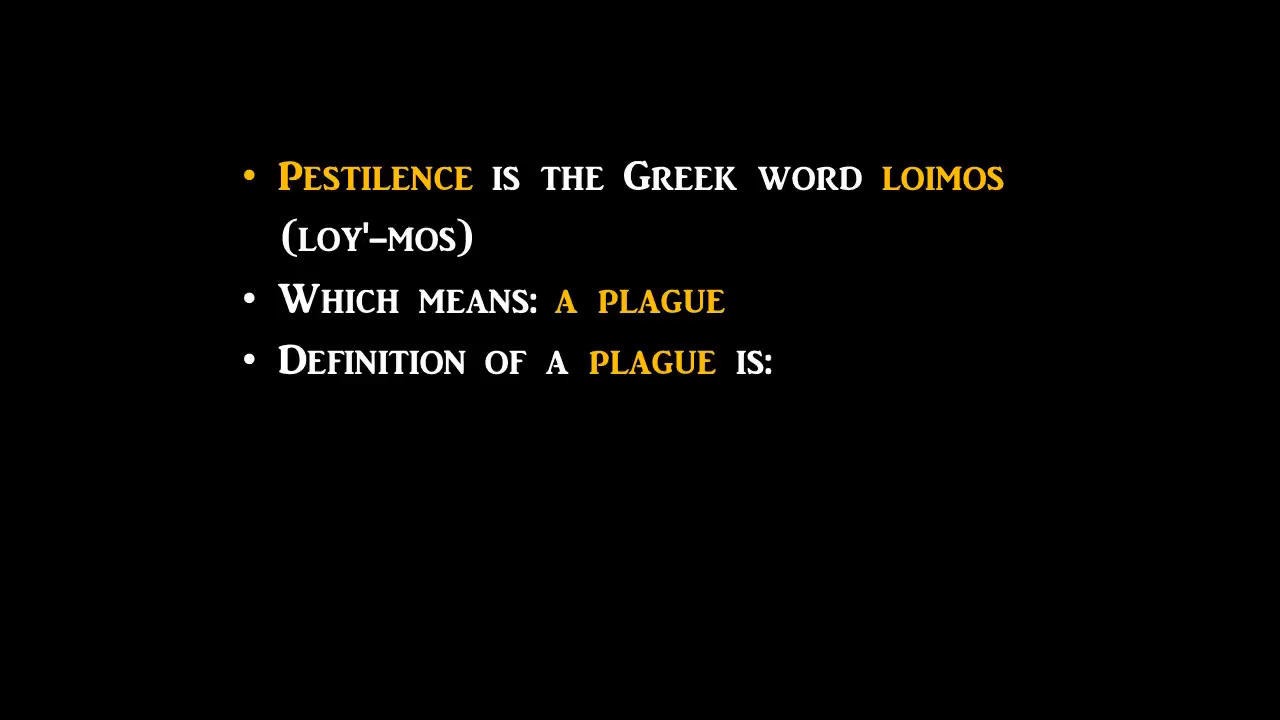 • Pestilence is the Greek word loimos
(loy'-mos)
• Which means: a plague
• Definition of a plague is: